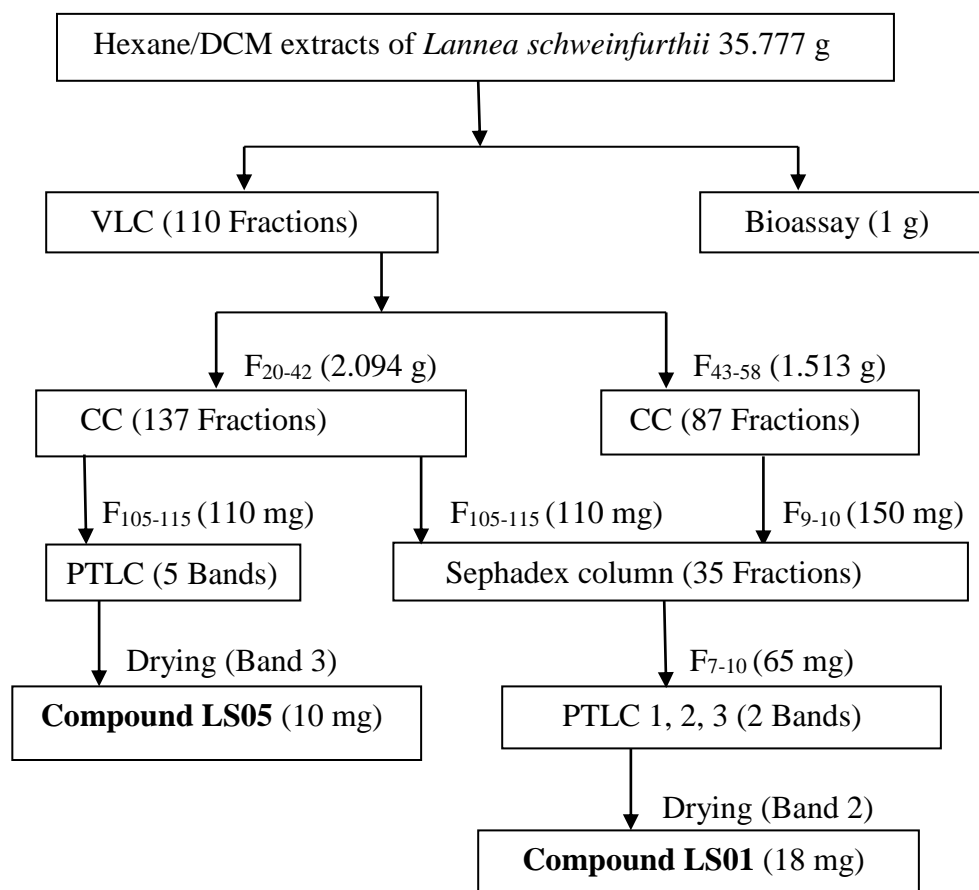 Hexane/DCM extracts of Lannea schweinfurthii 35.777 g
VLC (110 Fractions)
Bioassay (1 g)
F20-42 (2.094 g)
F43-58 (1.513 g)
CC (137 Fractions)
CC (87 Fractions)
F105-115 (110 mg)
F105-115 (110 mg)
F9-10 (150 mg)
PTLC (5 Bands)
Sephadex column (35 Fractions)
Drying (Band 3)
F7-10 (65 mg)
Compound LS05 (10 mg)
PTLC 1, 2, 3 (2 Bands)
Drying (Band 2)
Compound LS01 (18 mg)